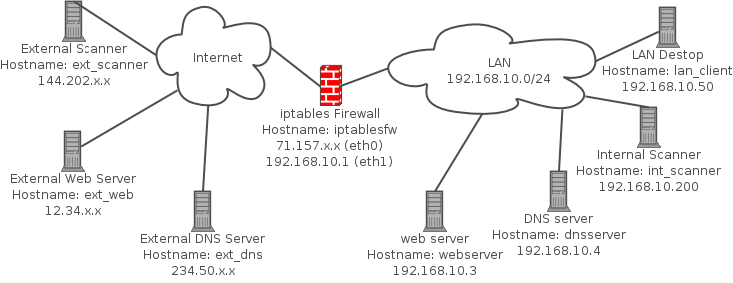 External Scanner
Hostname: ext_scanner
144.202.x.x
Internet
LAN
192.168.10.0/24
LAN Destop
Hostname: lan_client
192.168.10.50
iptables Firewall
Hostname: iptablesfw
71.157.x.x (eth0)
192.168.10.1 (eth1)
External Web Server
Hostname: ext_web
12.34.x.x
Internal Scanner
Hostname: int_scanner
192.168.10.200
External DNS Server
Hostname: ext_dns
234.50.x.x
web server
Hostname: webserver
192.168.10.3
DNS server
Hostname: dnsserver
192.168.10.4